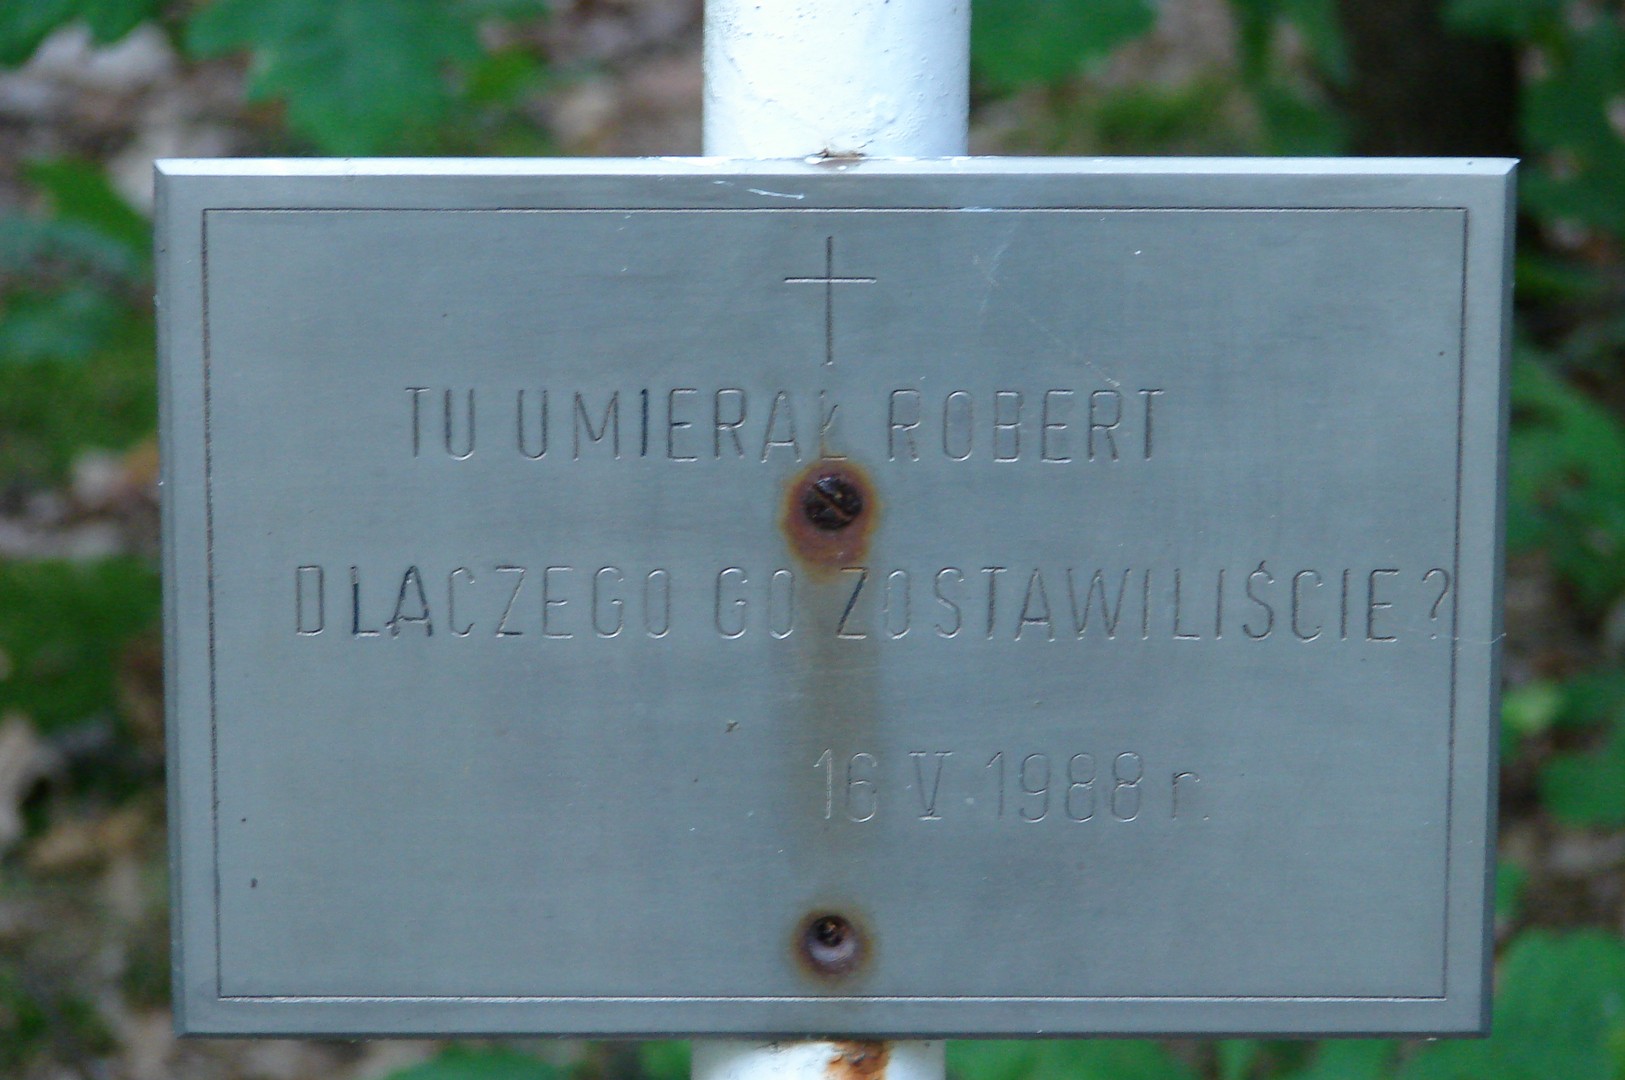 TU UMIERAŁ ROBERT
DLACZEGO GO ZOSTAWILIŚCIE?
16 V 1988 r.